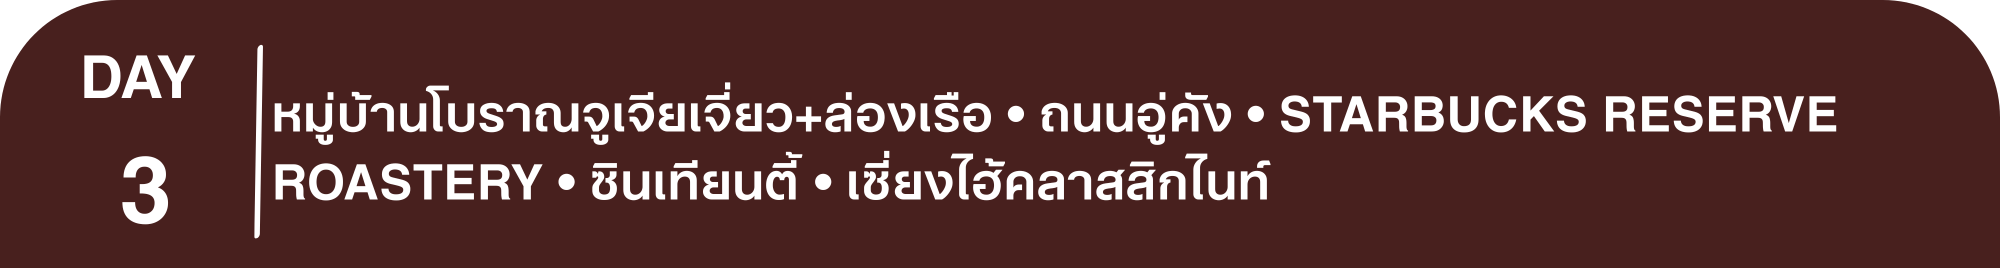 DAY
3
หมู่บ้านโบราณจูเจียเจี่ยว+ล่องเรือ • ถนนอู่คัง • STARBUCKS RESERVE
ROASTERY • ซินเทียนตี้ • เซี่ยงไฮ้คลาสสิกไนท์